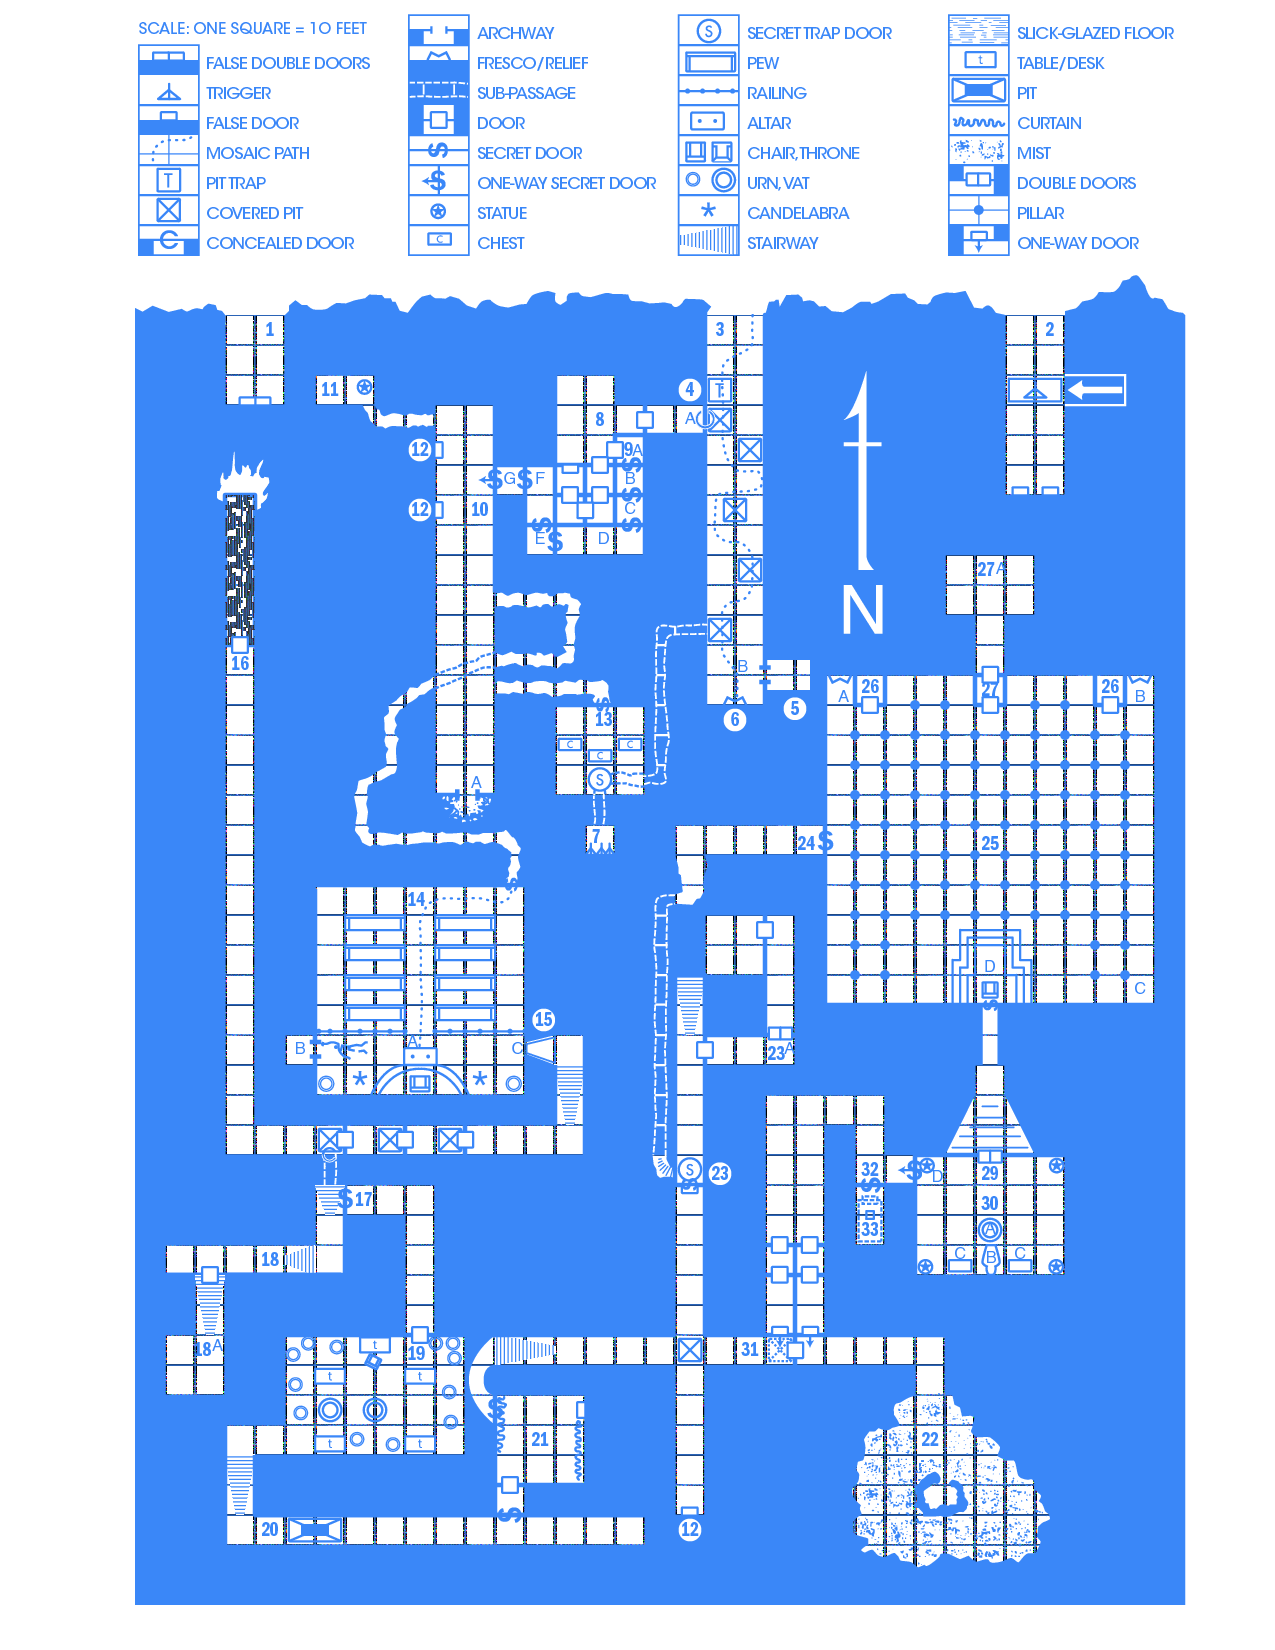 SCALE: ONE SQUARE = 10 FEET
FALSE DOUBLE DOORS
TRIGGER
FALSE DOOR
MOSAIC PATH
T PIT TRAP
COVERED PIT
C CONCEALED DOOR
ARCHWAY
FRESCO/RELIEF
SUB-PASSAGE
DOOR
S SECRET DOOR
S ONE-WAY SECRET DOOR
STATUE
C CHEST
S SECRET TRAP DOOR
PEW
RAILING
ALTAR
CHAIR, THRONE
URN, VAT
CANDELABRA
STAIRWAY
SLICK-GLAZED FLOOR
t TABLE/DESK
PIT
CURTAIN
MIST
DOUBLE DOORS
PILLAR
ONE-WAY DOOR
1 3 2
11 4 T
8 A
12 9A
S G S F B
12 10 C
S E S D S
27A
N
16 B
27
A 26 26 B
5
6
13
C C C
A S
7
24 S 25
14
D
C
15
B A C
23A
S 23 32 S D 29
S 17 S 30
33 A
18 C B C
18A t 19 31
t t
21 22
t t
S
20 12